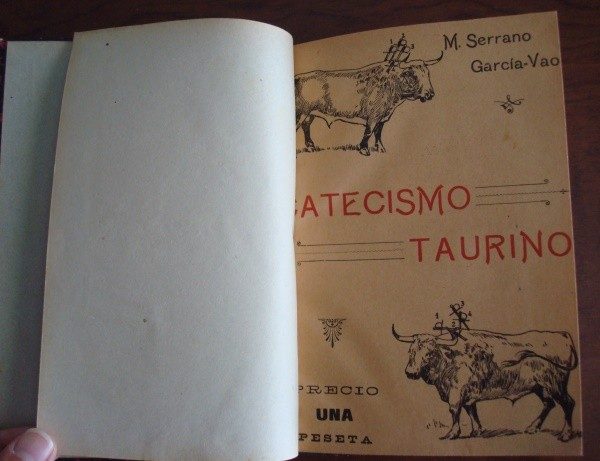 M. Serrano
García-Vao
CATECISMO
TAURINO
PRECIO
UNA
PESETA